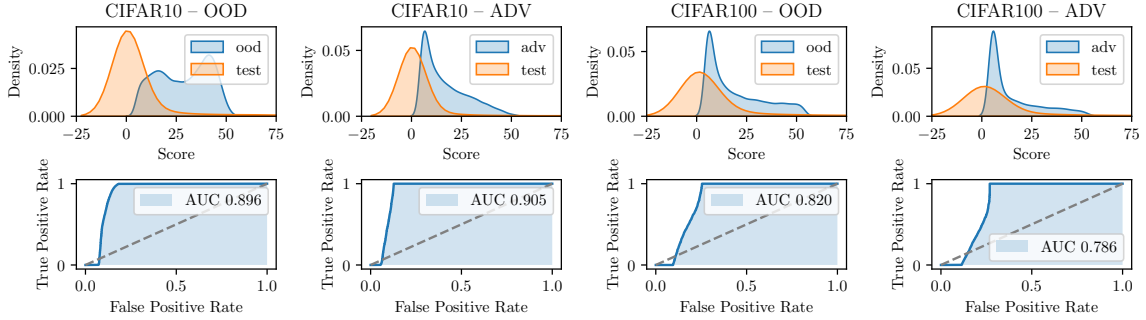 CIFAR10 – OOD
CIFAR10 – ADV
CIFAR100 – OOD
CIFAR100 – ADV
Density
0.000
0.025
ood
test
−25 0 25 50 75
Score
Density
0.00
0.05
adv
test
−25 0 25 50 75
Score
Density
0.00
0.05
ood
test
−25 0 25 50 75
Score
Density
0.00
0.05
adv
test
−25 0 25 50 75
Score
True Positive Rate
1
0
AUC 0.896
0.0 0.5 1.0
False Positive Rate
True Positive Rate
1
0
AUC 0.905
0.0 0.5 1.0
False Positive Rate
True Positive Rate
1
0
AUC 0.820
0.0 0.5 1.0
False Positive Rate
True Positive Rate
1
0
AUC 0.786
0.0 0.5 1.0
False Positive Rate